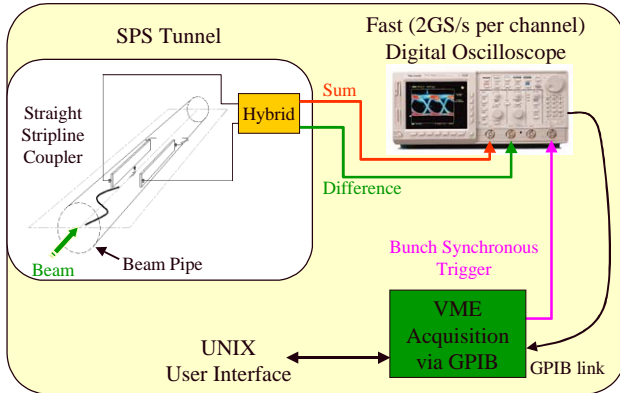 SPS Tunnel
Fast (2GS/s per channel)
Digital Oscilloscope
Straight
Stripline
Coupler
Hybrid
Sum
Difference
Beam
Beam Pipe
Bunch Synchronous
Trigger
VME
Acquisition
via GPIB
UNIX
User Interface
GPIB link